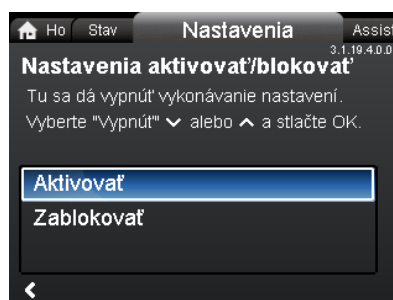 Ho Stav Nastavenia Assis
3.1.19.4.0.0
Nastavenia aktivovať/blokovať
Tu sa dá vypnúť vykonávanie nastavení.
Vyberte "Vypnúť" alebo a stlačte OK.
Aktivovať
Zablokovať